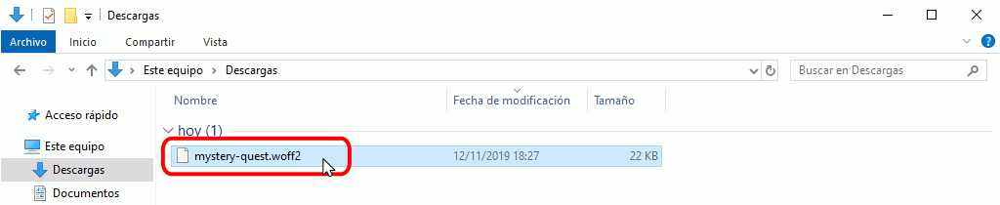 Descargas
Archivo Inicio Compartir Vista
Este equipo Descargas Buscar en Descargas
Nombre Fecha de modificación Tamaño
Acceso rápido
hoy (1)
Este equipo
mystery-quest.woff2 12/11/2019 18:27 22 KB
Descargas
Documentos